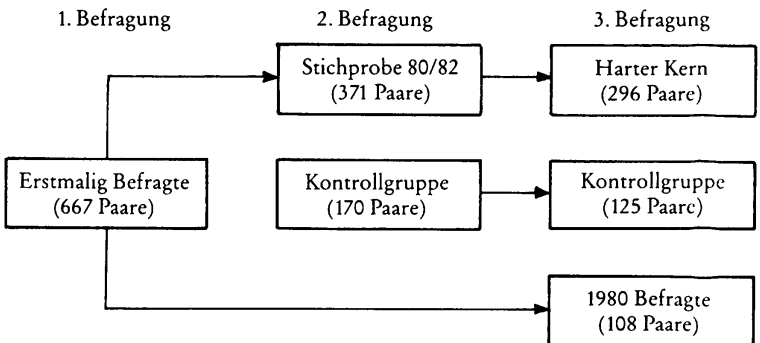 1. Befragung
2. Befragung
3. Befragung
Stichprobe 80/82
(371 Paare)
Harter Kern
(296 Paare)
Erstmalig Befragte
(667 Paare)
Kontrollgruppe
(170 Paare)
Kontrollgruppe
(125 Paare)
1980 Befragte
(108 Paare)